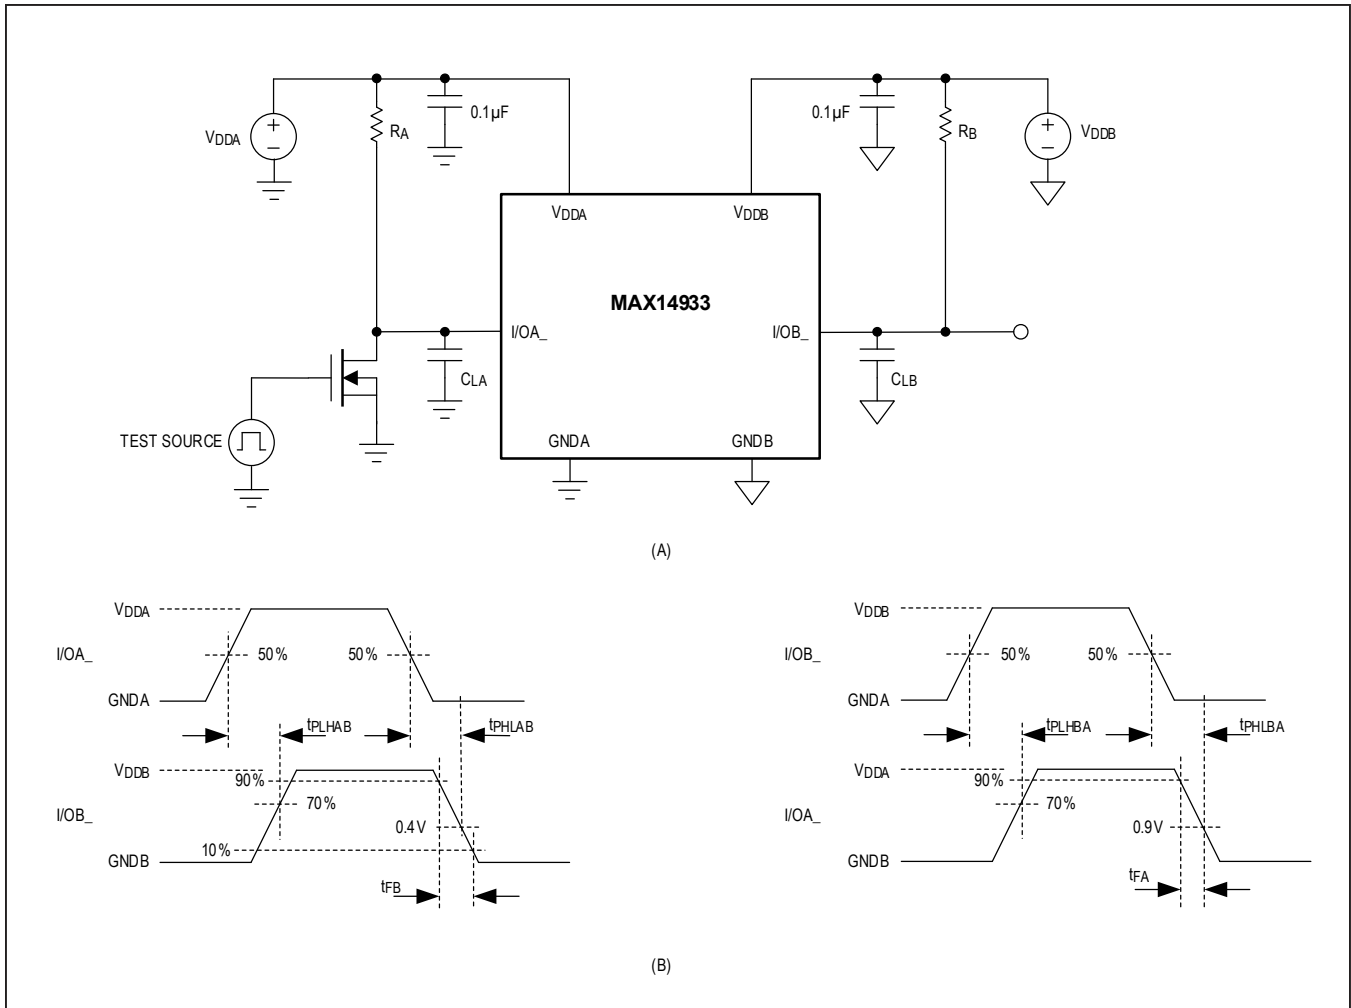 VDDA
RA
0.1µF
0.1µF
RB
VDDB
VDDA
VDDB
MAX14933
I/OA_
I/OB_
CLA
CLB
TEST SOURCE
GNDA
GNDB
(A)
VDDA
I/OA_
50%
50%
GNDA
tPLHAB
tPHLAB
VDDB
90%
I/OB_
70%
0.4V
10%
GNDB
tFB
VDDB
I/OB_
50%
50%
GNDA
tPLHBA
tPHLBA
VDDA
90%
I/OA_
70%
0.9V
GNDB
tFA
(B)